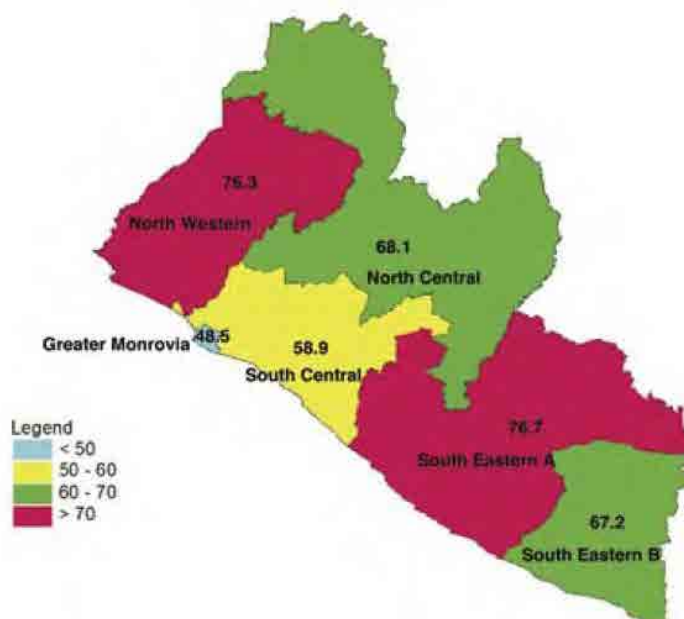 76.3
North Western
68.1
North Central
Greater Monrovia
48.5
58.9
South Central
Legend
< 50
50 - 60
60 - 70
> 70
76.7
South Eastern A
67.2
South Eastern B